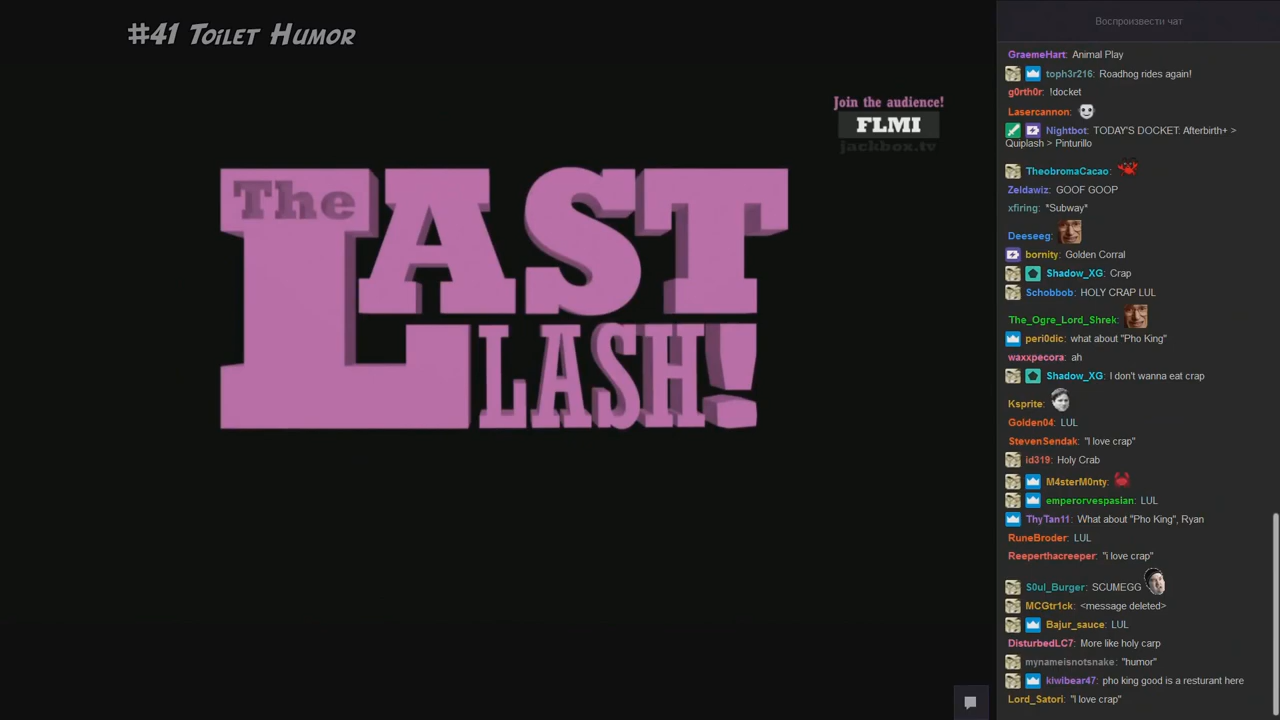 #41 Toilet Humor
Join the audience!
FLMI
jackbox.tv
The
LAST
LASH!
Воспроизвести чат
GraemeHart: Anirnal Play
toph3r216: Roadhog rides again!
g0rth0r: !docket
Lasercannon:
Nightbot: TODAY'S DOCKET: Afterbirth+ >
Quiplash > Pinturillo
TheobromaCacao:
Zeldawiz: GOOF GOOP
xfiring: *Subway*
Deeseeg:
bornity: Golden Corral
Shadow_XG: Crap
Schobbob: HOLY CRAP LUL
The_Ogre_Lord_Shrek:
peri0dic: what about "Pho King"
waxxpecora: ah
Shadow_XG: I don't wanna eat crap
Ksprite:
Golden04: LUL
StevenSendak: "I love crap"
id319: Holy Crab
M4sterM0nty:
emperorvespasian: LUL
ThyTan11: What about "Pho King", Ryan
RuneBroder: LUL
Reeperthacreeper: "i love crap"
S0ul_Burger: SCUMEGG
MCGtr1ck: <message deleted>
Bajur_sauce: LUL
DisturbedLC7: More like holy carp
mynameisnotsnake: "humor"
kiwibear47: pho king good is a resturant here
Lord_Satori: "I love crap"